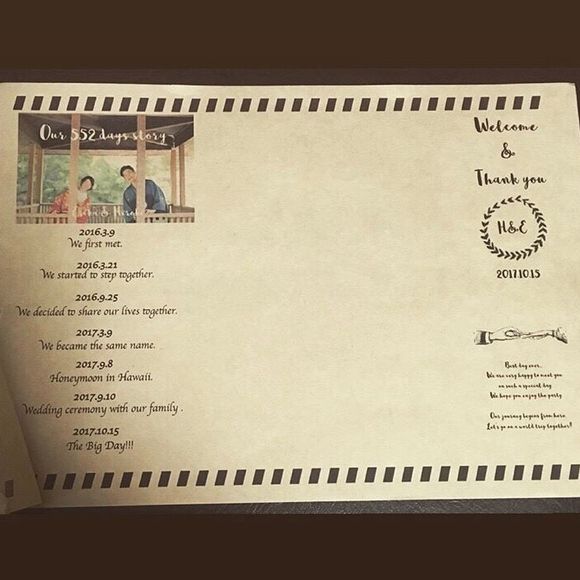 Our 552 days story
&
2016.3.9
We first met.
2016.3.21
We started to step together.
2016.9.25
We decided to share our lives together.
2017.3.9
We became the same name.
2017.9.8
Honeymoon in Hawaii.
2017.9.10
Wedding ceremony with our family .
2017.10.15
The Big Day!!!
Welcome
&
Thank you
H&E
2017.10.15
Best day ever.
We are very happy to meet you
on such a special day
We hope you enjoy the party
Our journey begins from here
Let's go on a world trip together!